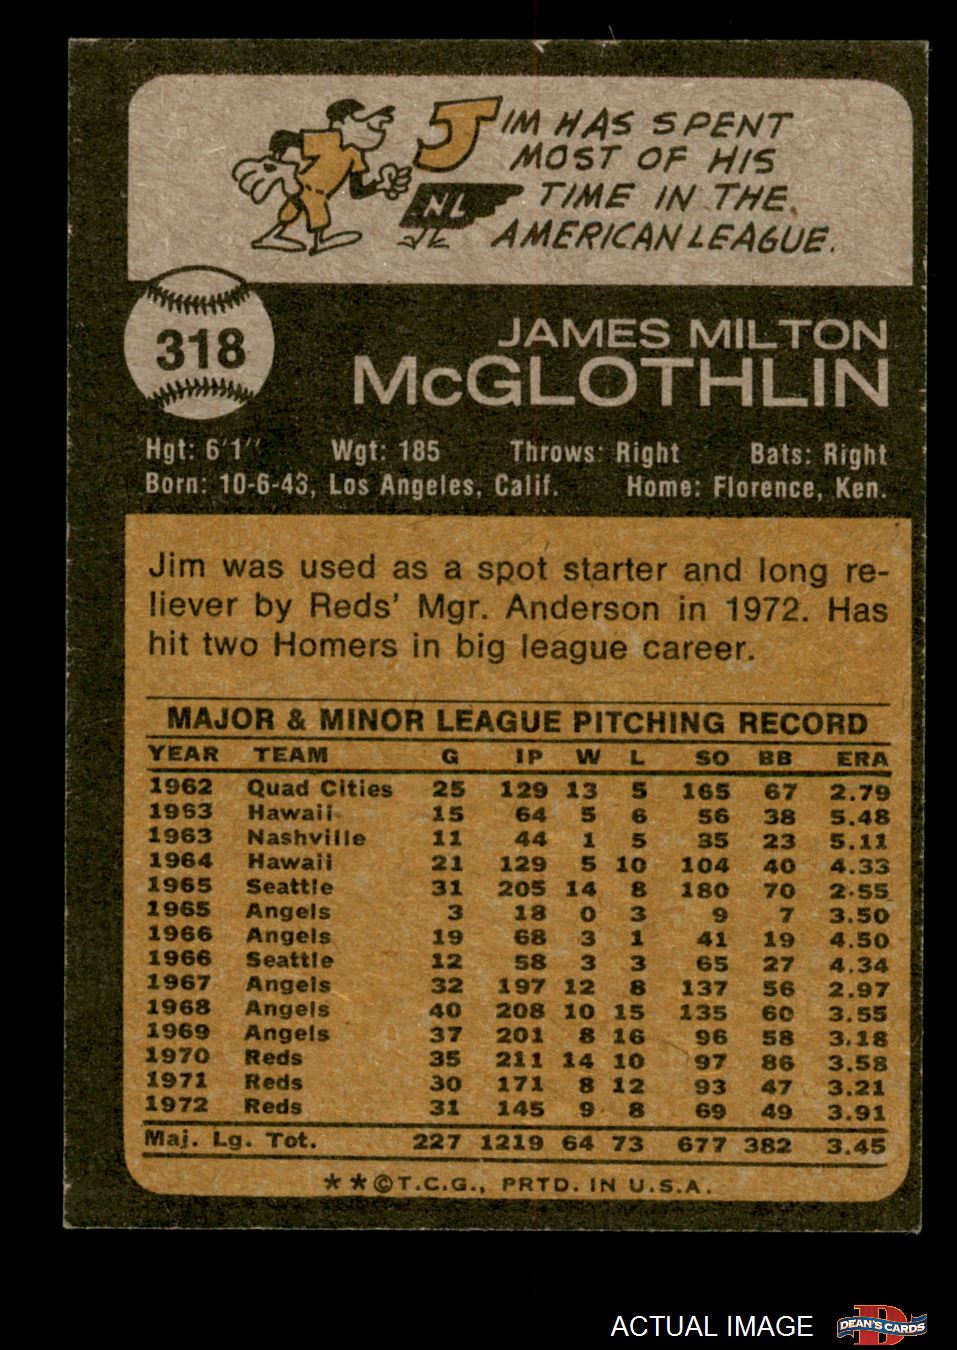 JIM HAS SPENT
MOST OF HIS
TIME IN THE
AMERICAN LEAGUE.
NL
318
JAMES MILTON
McGLOTHLIN
Hgt: 6'1" Wgt: 185 Throws: Right Bats: Right
Born: 10-6-43, Los Angeles, Calif. Home: Florence, Ken.
Jim was used as a spot starter and long re-
liever by Reds' Mgr. Anderson in 1972. Has
hit two Homers in big league career.
MAJOR & MINOR LEAGUE PITCHING RECORD
YEAR TEAM G IP W L SO BB ERA
1962 Quad Cities 25 129 13 5 165 67 2.79
1963 Hawaii 15 64 5 6 56 38 5.48
1963 Nashville 11 44 1 5 35 23 5.11
1964 Hawaii 21 129 5 10 104 40 4.33
1965 Seattle 31 205 14 8 180 70 2.55
1965 Angels 3 18 0 3 9 7 3.50
1966 Angels 19 68 3 1 41 19 4.50
1966 Seattle 12 58 3 3 65 27 4.34
1967 Angels 32 197 12 8 137 56 2.97
1968 Angels 40 208 10 15 135 60 3.55
1969 Angels 37 201 8 16 96 58 3.18
1970 Reds 35 211 14 10 97 86 3.58
1971 Reds 30 171 8 12 93 47 3.21
1972 Reds 31 145 9 8 69 49 3.91
Maj. Lg. Tot. 227 1219 64 73 677 382 3.45
**©T.C.G., PRTD. IN U.S.A.
ACTUAL IMAGE
D
DEAN'S CARDS